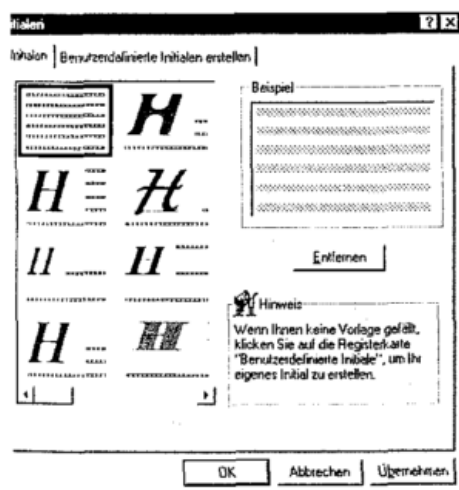 Initialen
Initialen Benutzerdefinierte Initialen erstellen
Beispiel
H
H
H
H
H
H
H
Entfernen
Hinweis
Wenn Ihnen keine Vorlage gefällt,
klicken Sie auf die Registerkarte
"Benutzerdefinierte Initiale", um Ihr
eigenes Initial zu erstellen.
OK Abbrechen Übernehmen